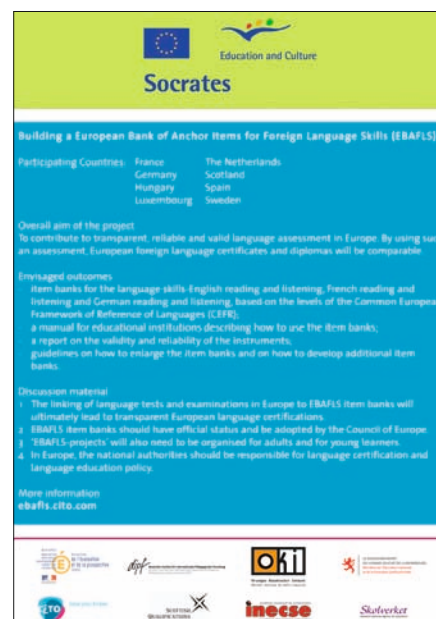 Education and Culture
Socrates
Building a European Bank of Anchor Items for Foreign Language Skills (EBAFLS)
Participating Countries: France The Netherlands
Germany Scotland
Hungary Spain
Luxembourg Sweden
Overall aim of the project
To contribute to transparent, reliable and valid language assessment in Europe. By using such
an assessment, European foreign language certificates and diplomas will be comparable
Envisaged outcomes
item banks for the language skills English reading and listening, French reading and
listening and German reading and listening, based on the levels of the Common European
Framework of Reference of Languages (CEFR);
a manual for educational institutions describing how to use the item banks;
a report on the validity and reliability of the instruments;
guidelines on how to enlarge the item banks and on how to develop additional item
banks.
Discussion material
1 The linking of language tests and examinations in Europe to EBAFLS item banks will
ultimately lead to transparent European language certifications.
2 EBAFLS item banks should have official status and be adopted by the Council of Europe.
3 'EBAFLS-projects' will also need to be organised for adults and for young learners.
4 In Europe, the national authorities should be responsible for language certification and
language education policy.
More information
ebafls.cito.com
dipf
oki
cito
inecse
Skolverket